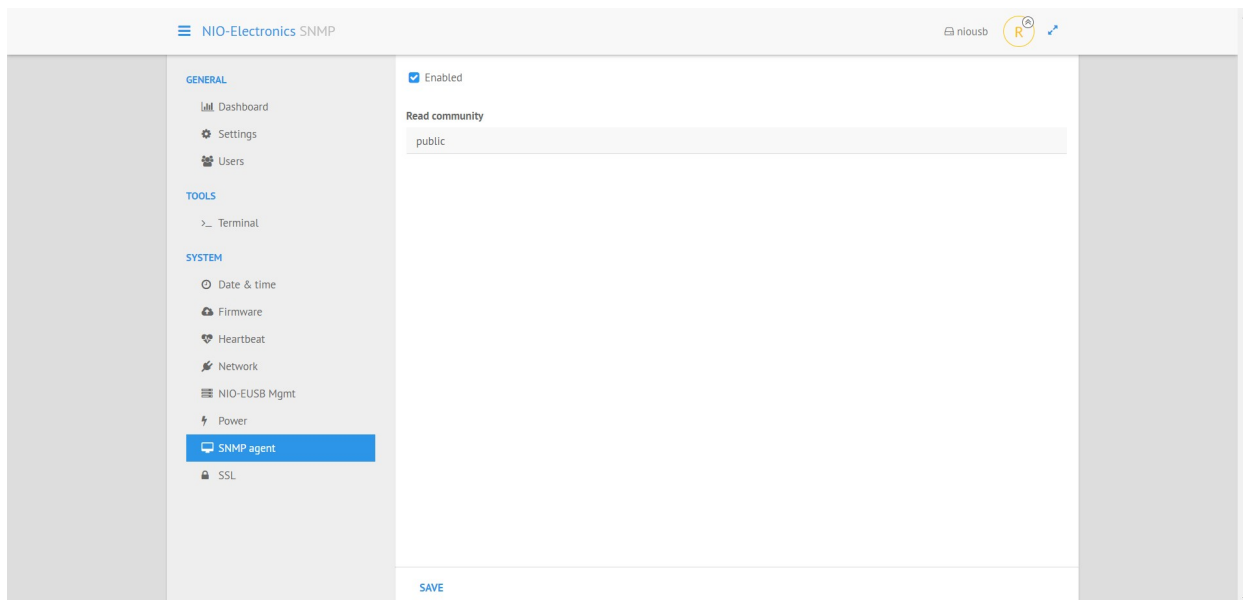 NIO-Electronics SNMP
niousb
R
GENERAL
Dashboard
Settings
Users
TOOLS
>_ Terminal
SYSTEM
Date & time
Firmware
Heartbeat
Network
NIO-EUSB Mgmt
Power
SNMP agent
SSL
Enabled
Read community
public
SAVE